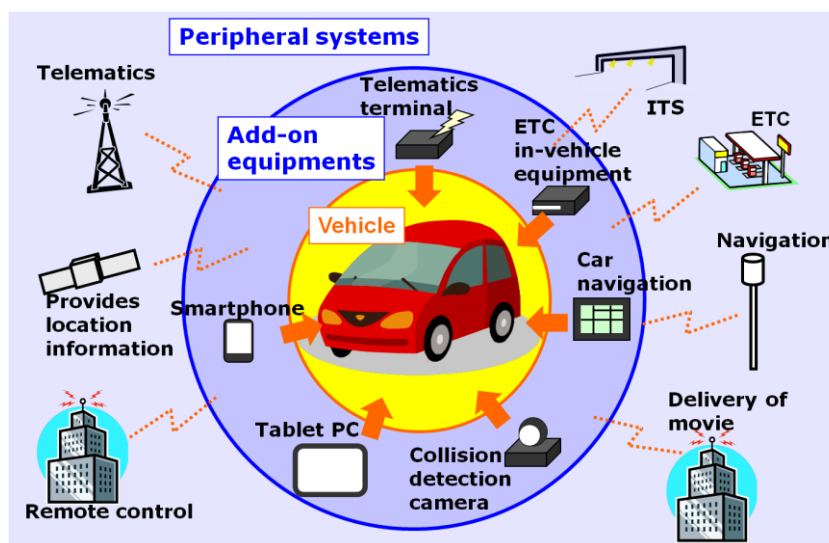 Peripheral systems
Telematics
Telematics
terminal
ITS
ETC
Add-on
equipments
ETC
in-vehicle
equipment
Vehicle
Navigation
Car
navigation
Provides
location
information
Smartphone
Delivery of
movie
Tablet PC
Collision
detection
camera
Remote control